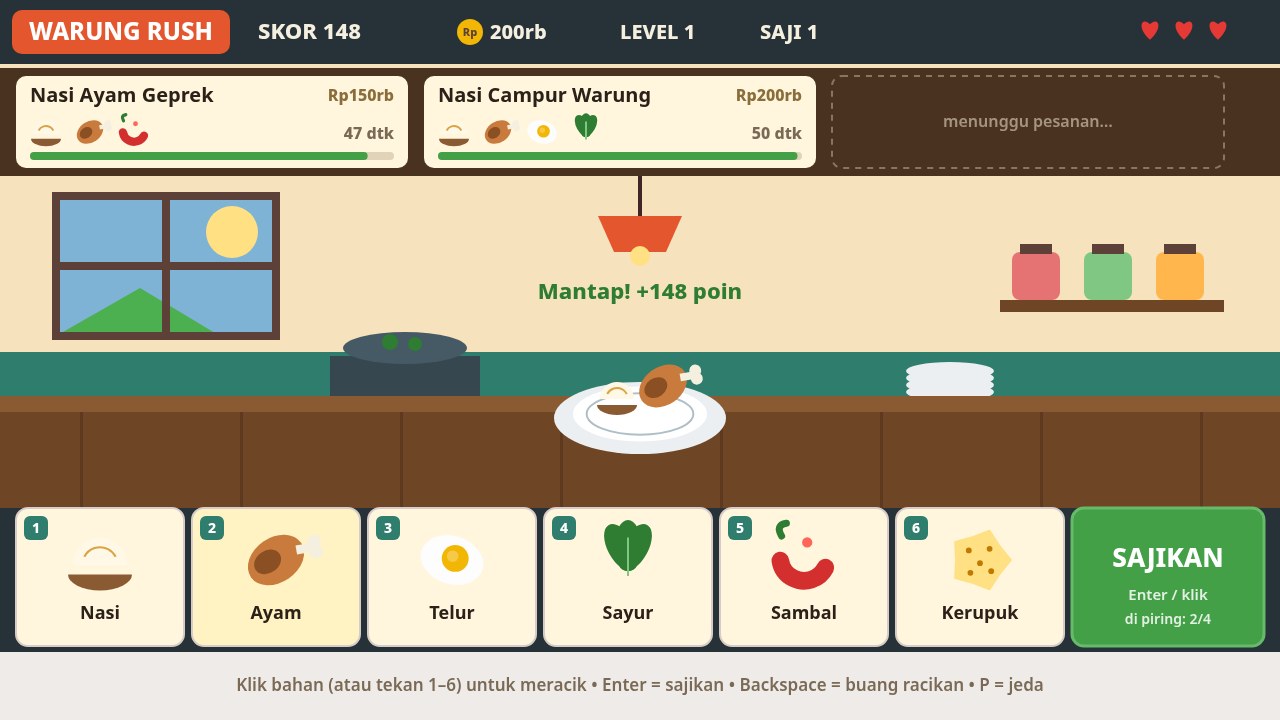 WARUNG RUSH
SKOR 148
Rp 200rb
LEVEL 1
SAJI 1
Nasi Ayam Geprek
Rp150rb
47 dtk
Nasi Campur Warung
Rp200rb
50 dtk
menunggu pesanan...
Mantap! +148 poin
1
Nasi
2
Ayam
3
Telur
4
Sayur
5
Sambal
6
Kerupuk
SAJIKAN
Enter / klik
di piring: 2/4
Klik bahan (atau tekan 1–6) untuk meracik • Enter = sajikan • Backspace = buang racikan • P = jeda